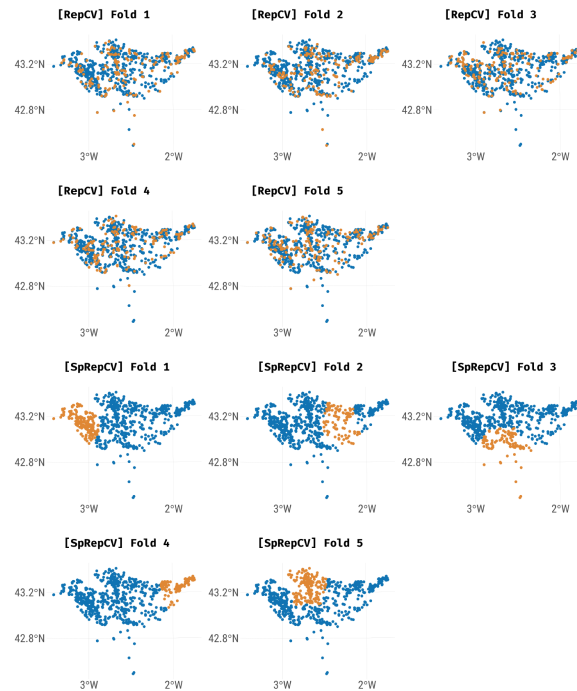 [RepCV] Fold 1 [RepCV] Fold 2 [RepCV] Fold 3
43.2°N 43.2°N 43.2°N
42.8°N 42.8°N 42.8°N
3°W 2°W 3°W 2°W 3°W 2°W
[RepCV] Fold 4 [RepCV] Fold 5
43.2°N 43.2°N
42.8°N 42.8°N
3°W 2°W 3°W 2°W
[SpRepCV] Fold 1 [SpRepCV] Fold 2 [SpRepCV] Fold 3
43.2°N 43.2°N 43.2°N
42.8°N 42.8°N 42.8°N
3°W 2°W 3°W 2°W 3°W 2°W
[SpRepCV] Fold 4 [SpRepCV] Fold 5
43.2°N 43.2°N
42.8°N 42.8°N
3°W 2°W 3°W 2°W